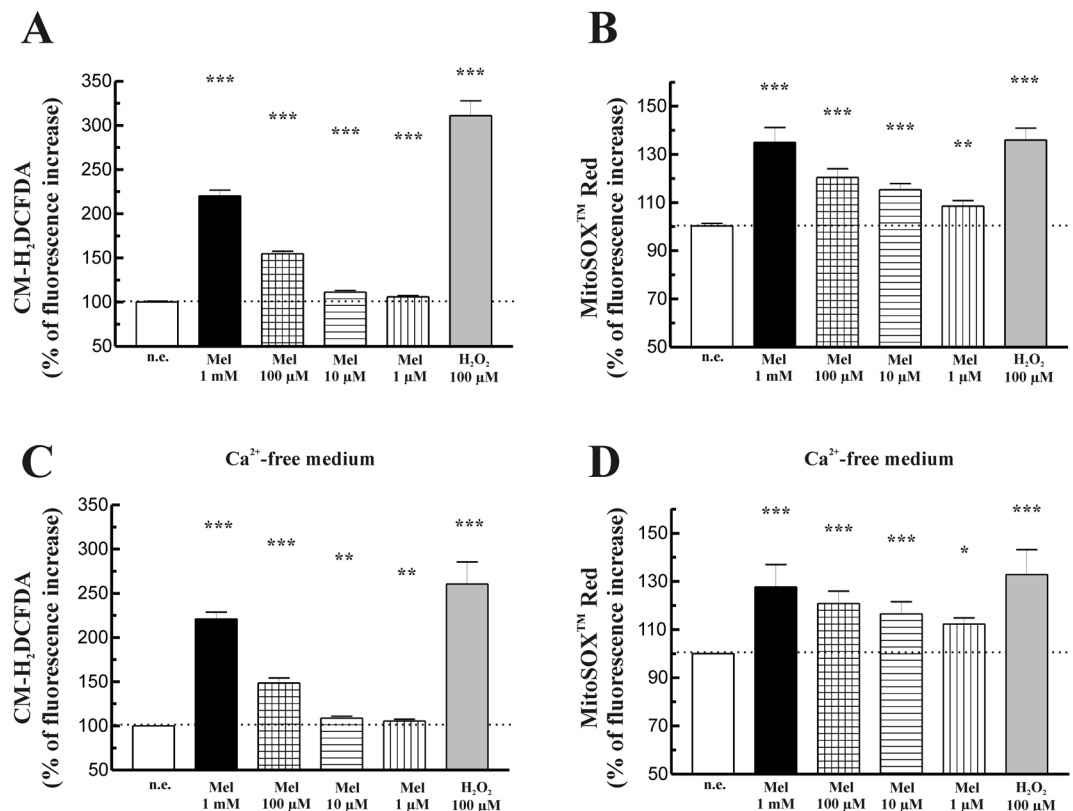 A
CM-H₂DCFDA
(% of fluorescence increase)
350
300
250
200
150
100
50
***
***
***
***
***
n.e.
Mel
1 mM
Mel
100 µM
Mel
10 µM
Mel
1 µM
H₂O₂
100 µM
B
MitoSOX™ Red
(% of fluorescence increase)
150
130
110
90
70
50
***
***
***
**
***
n.e.
Mel
1 mM
Mel
100 µM
Mel
10 µM
Mel
1 µM
H₂O₂
100 µM
C
Ca²⁺-free medium
CM-H₂DCFDA
(% of fluorescence increase)
350
300
250
200
150
100
50
***
***
**
**
***
n.e.
Mel
1 mM
Mel
100 µM
Mel
10 µM
Mel
1 µM
H₂O₂
100 µM
D
Ca²⁺-free medium
MitoSOX™ Red
(% of fluorescence increase)
150
130
110
90
70
50
***
***
***
*
***
n.e.
Mel
1 mM
Mel
100 µM
Mel
10 µM
Mel
1 µM
H₂O₂
100 µM